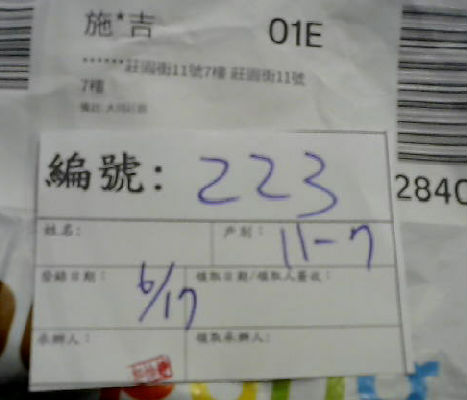 施*吉 01E
******莊園街11號7樓 莊園街11號
7樓
編號: 223
2840
姓名: 戶別: 11-7
登錄日期: 6/17 領取日期/領取人簽收:
承辦人: 領取承辦人: